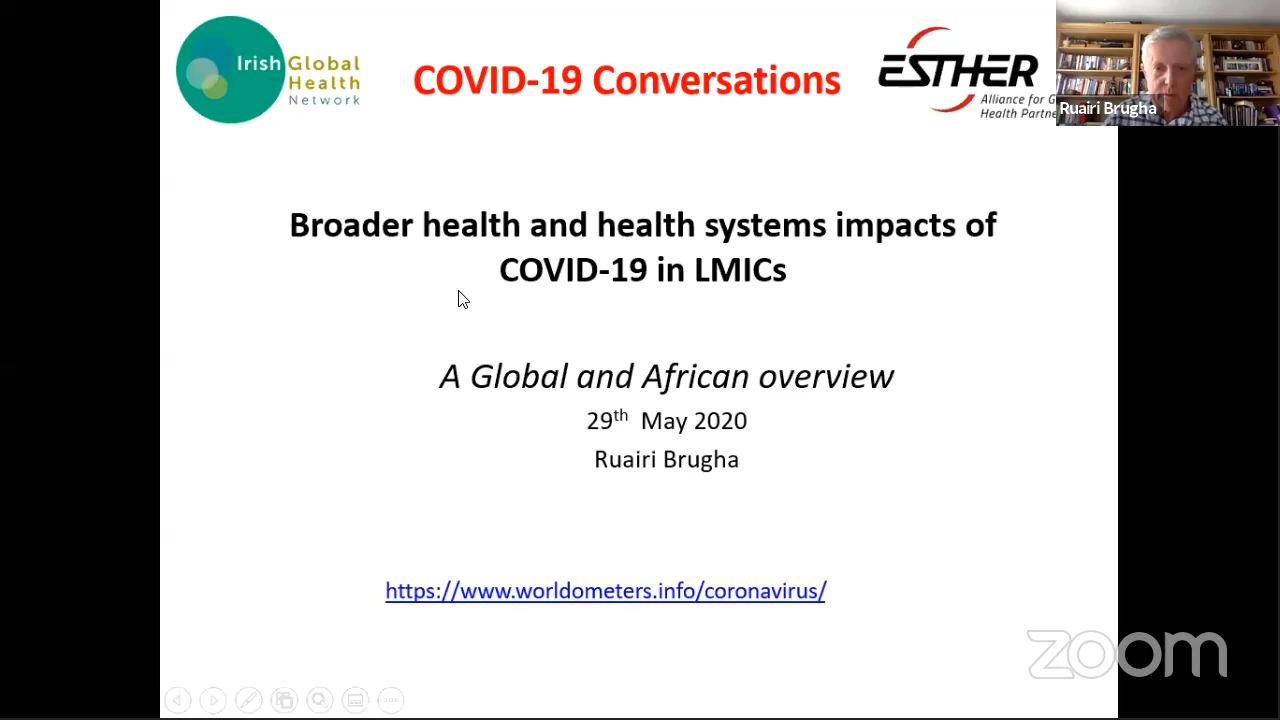 Irish Global
Health
Network
COVID-19 Conversations
ESTHER
Alliance for G
Health Partne
Ruairi Brugha
Broader health and health systems impacts of
COVID-19 in LMICs
A Global and African overview
29th May 2020
Ruairi Brugha
https://www.worldometers.info/coronavirus/
zoom